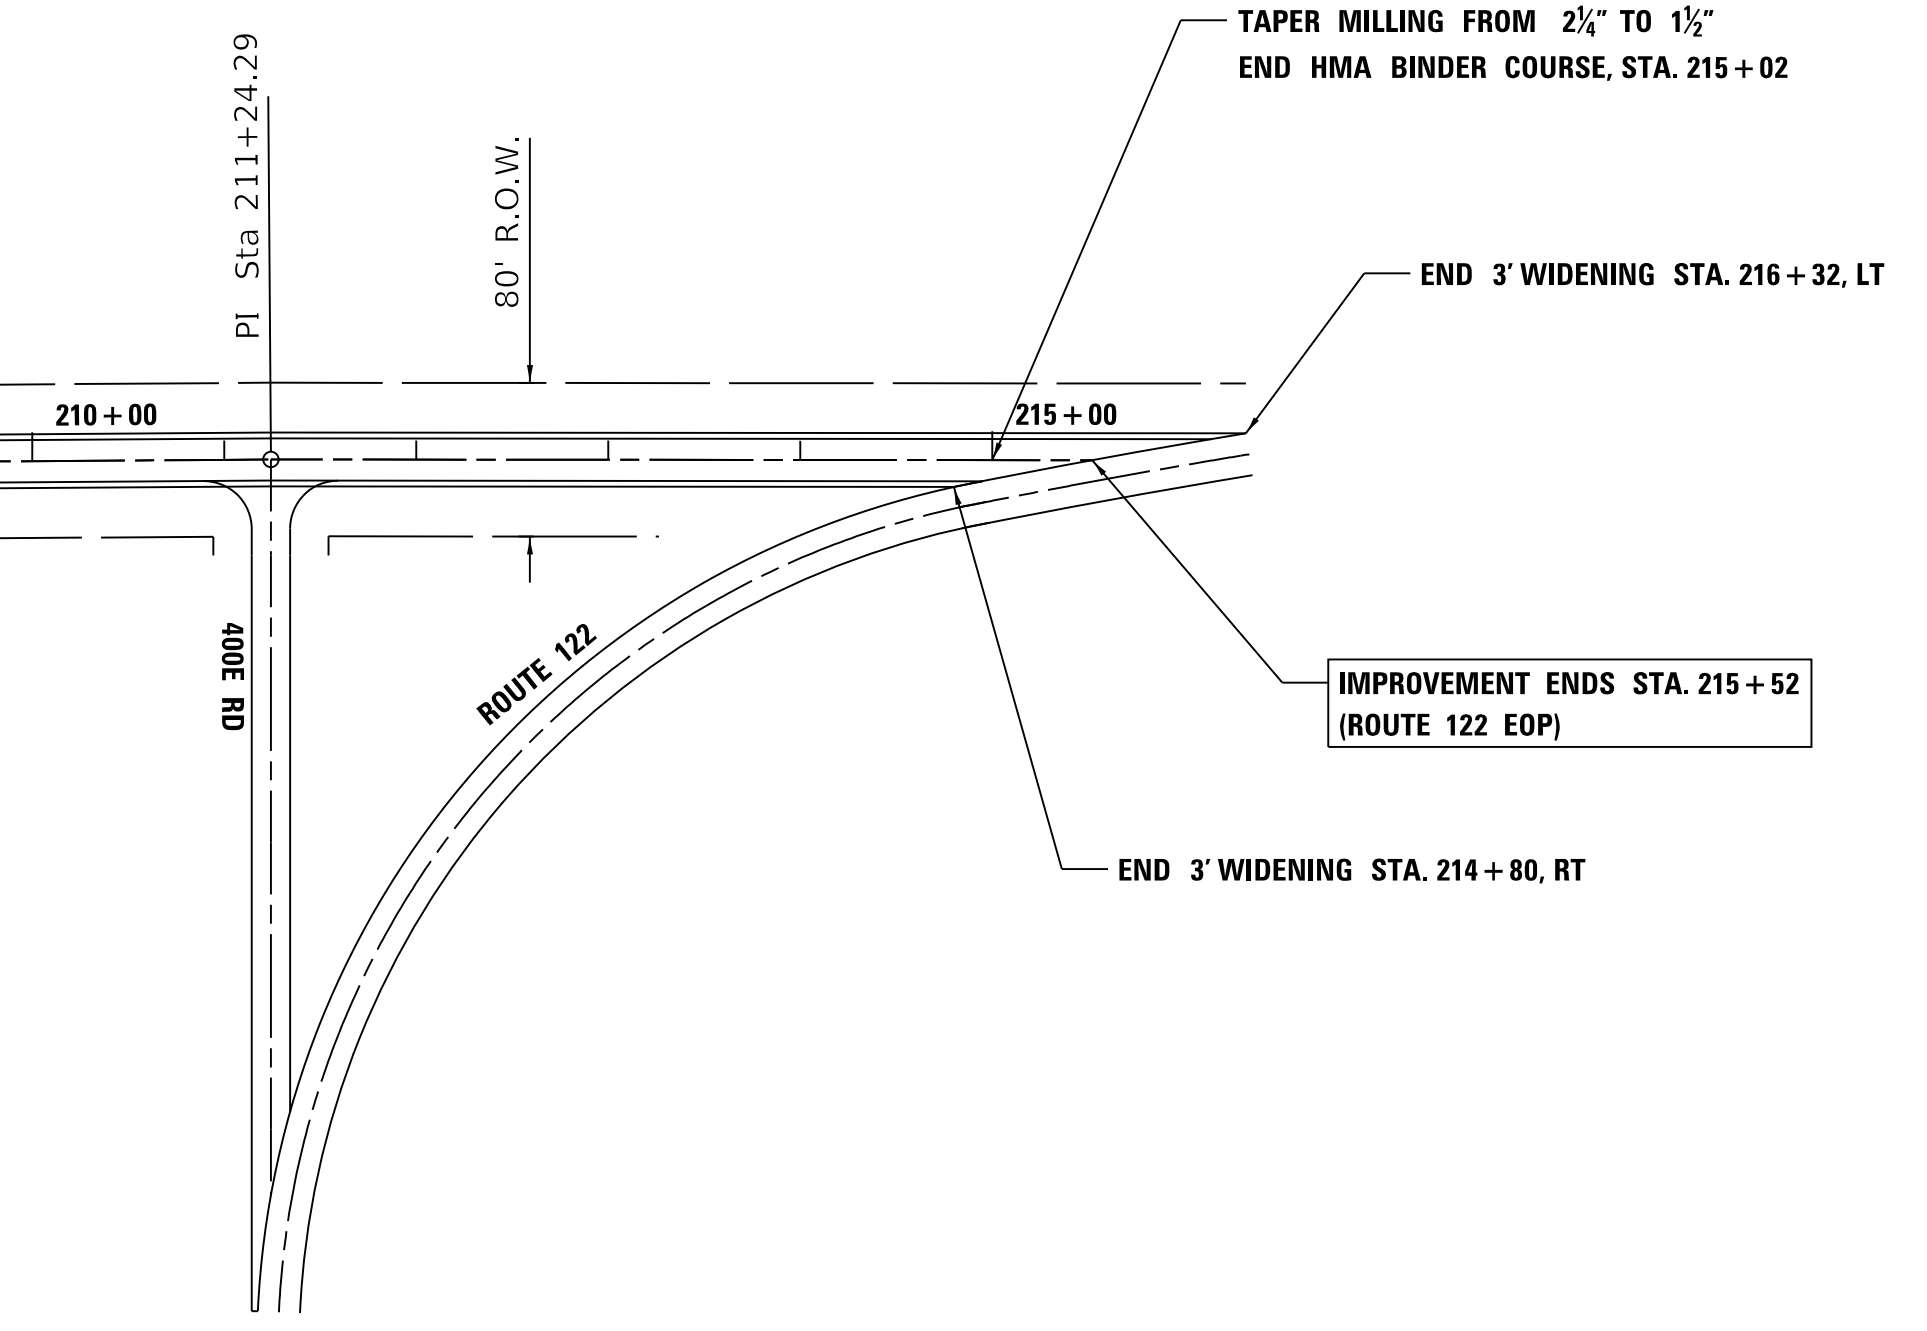 TAPER MILLING FROM 2¼" TO 1½"
END HMA BINDER COURSE, STA. 215+02
PI Sta 211+24.29
80' R.O.W.
END 3' WIDENING STA. 216+32, LT
210+00
215+00
400E RD
ROUTE 122
IMPROVEMENT ENDS STA. 215+52
(ROUTE 122 EOP)
END 3' WIDENING STA. 214+80, RT